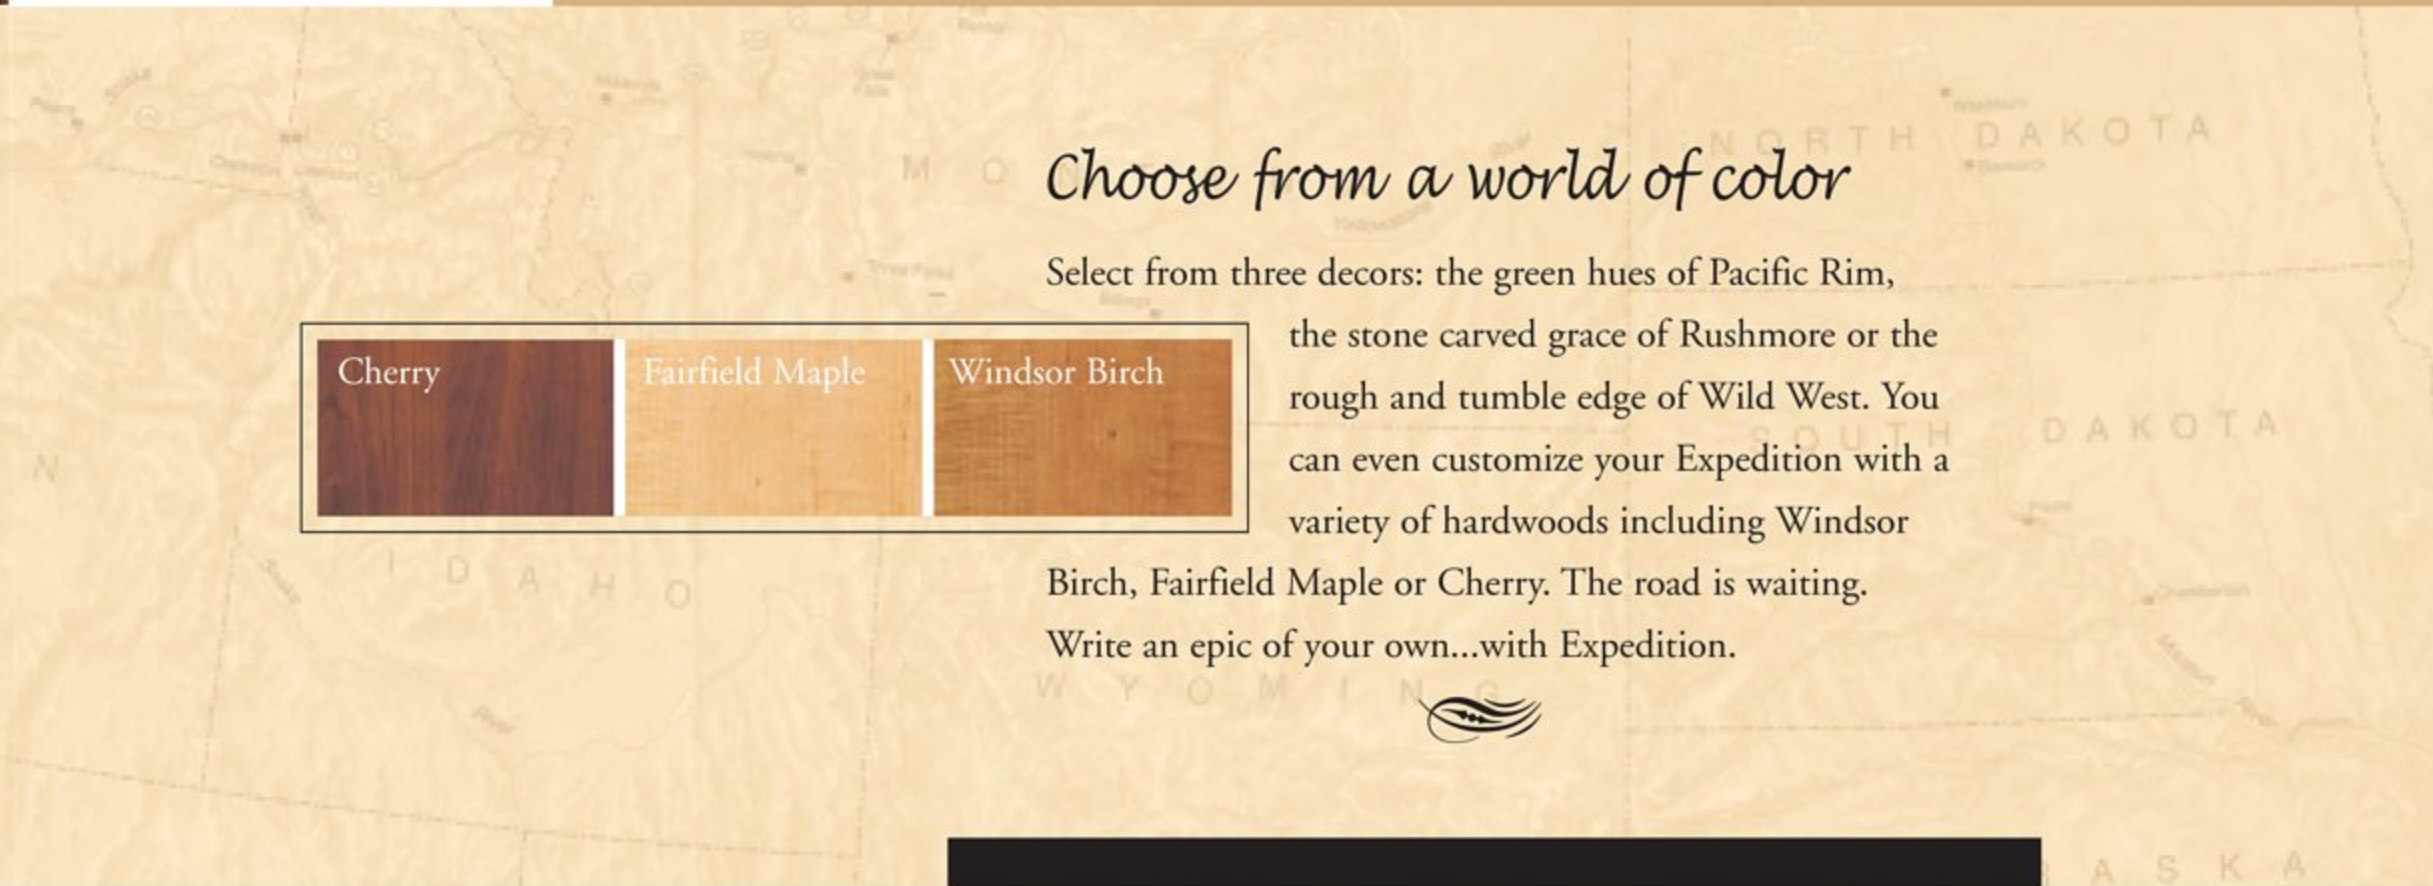 NORTH DAKOTA
M O
Choose from a world of color
Select from three decors: the green hues of Pacific Rim,
the stone carved grace of Rushmore or the
rough and tumble edge of Wild West. You
can even customize your Expedition with a
variety of hardwoods including Windsor
Birch, Fairfield Maple or Cherry. The road is waiting.
Write an epic of your own...with Expedition.
Cherry
Fairfield Maple
Windsor Birch
SOUTH DAKOTA
N
IDAHO
WYOMING
ASKA